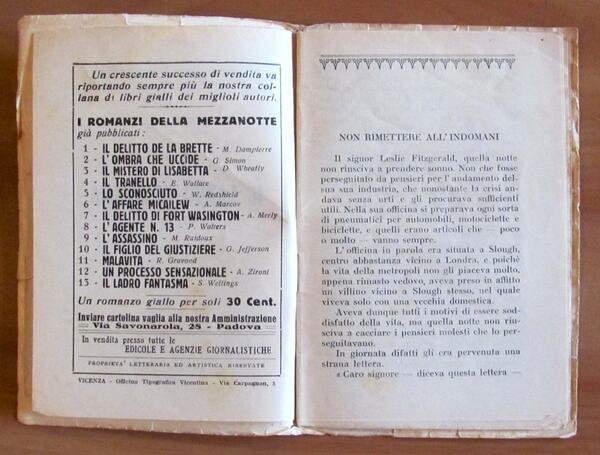 Un crescente successo di vendita va
riportando sempre più la nostra col-
lana di libri gialli dei migliori autori.
I ROMANZI DELLA MEZZANOTTE
già pubblicati :
1 - IL DELITTO DE LA BRETTE - M. Dampierre
2 - L'OMBRA CHE UCCIDE - G. Simon
3 - IL MISTERO DI LISABETTA - D. Wheatly
4 - IL TRANELLO - E. Wallace
5 - LO SCONOSCIUTO - W. Redshield
6 - L'AFFARE MICAILEW - A. Marcov
7 - IL DELITTO DI FORT WASINGTON - A. Merly
8 - L'AGENTE N. 13 - P. Walters
9 - L'ASSASSINO - M. Raidoux
10 - IL FIGLIO DEL GIUSTIZIERE - G. Jefferson
11 - MALAVITA - R. Gravood
12 - UN PROCESSO SENSAZIONALE - A. Zironi
13 - IL LADRO FANTASMA - S. Wellings
Un romanzo giallo per soli 30 Cent.
Inviare cartolina vaglia alla nostra Amministrazione
Via Savonarola, 28 - Padova
In vendita presso tutte le
EDICOLE E AGENZIE GIORNALISTICHE
PROPRIETA' LETTERARIA ED ARTISTICA RISERVATE
VICENZA - Officina Tipografica Vicentina - Via Carpagnon, 5
NON RIMETTERE ALL'INDOMANI
Il signor Leslie Fitzgerald, quella notte
non riusciva a prendere sonno. Non che fosse
perseguitato da pensieri per l'andamento del-
sua sua industria, che nonostante la crisi an-
dava senza urti e gli procurava sufficienti
utili. Nella sua officina si preparava ogni sorta
di pneumatici per automobili, motociclette e
biciclette, e quelli erano articoli che — poco
o molto — vanno sempre.
L'officina in parola era situata a Slough,
centro abbastanza vicino a Londra, e poichè
la vita della metropoli non gli piaceva molto,
appena rimasto vedovo, aveva preso in affitto
un villino vicino a Slough stesso, nel quale
viveva solo con una vecchia domestica.
Aveva dunque tutti i motivi di essere sod-
disfatto della vita, ma quella notte non riu-
sciva a cacciare i pensieri molesti che lo per-
seguitavano.
In giornata difatti gli era pervenuta una
strana lettera.
« Caro signore — diceva questa lettera —